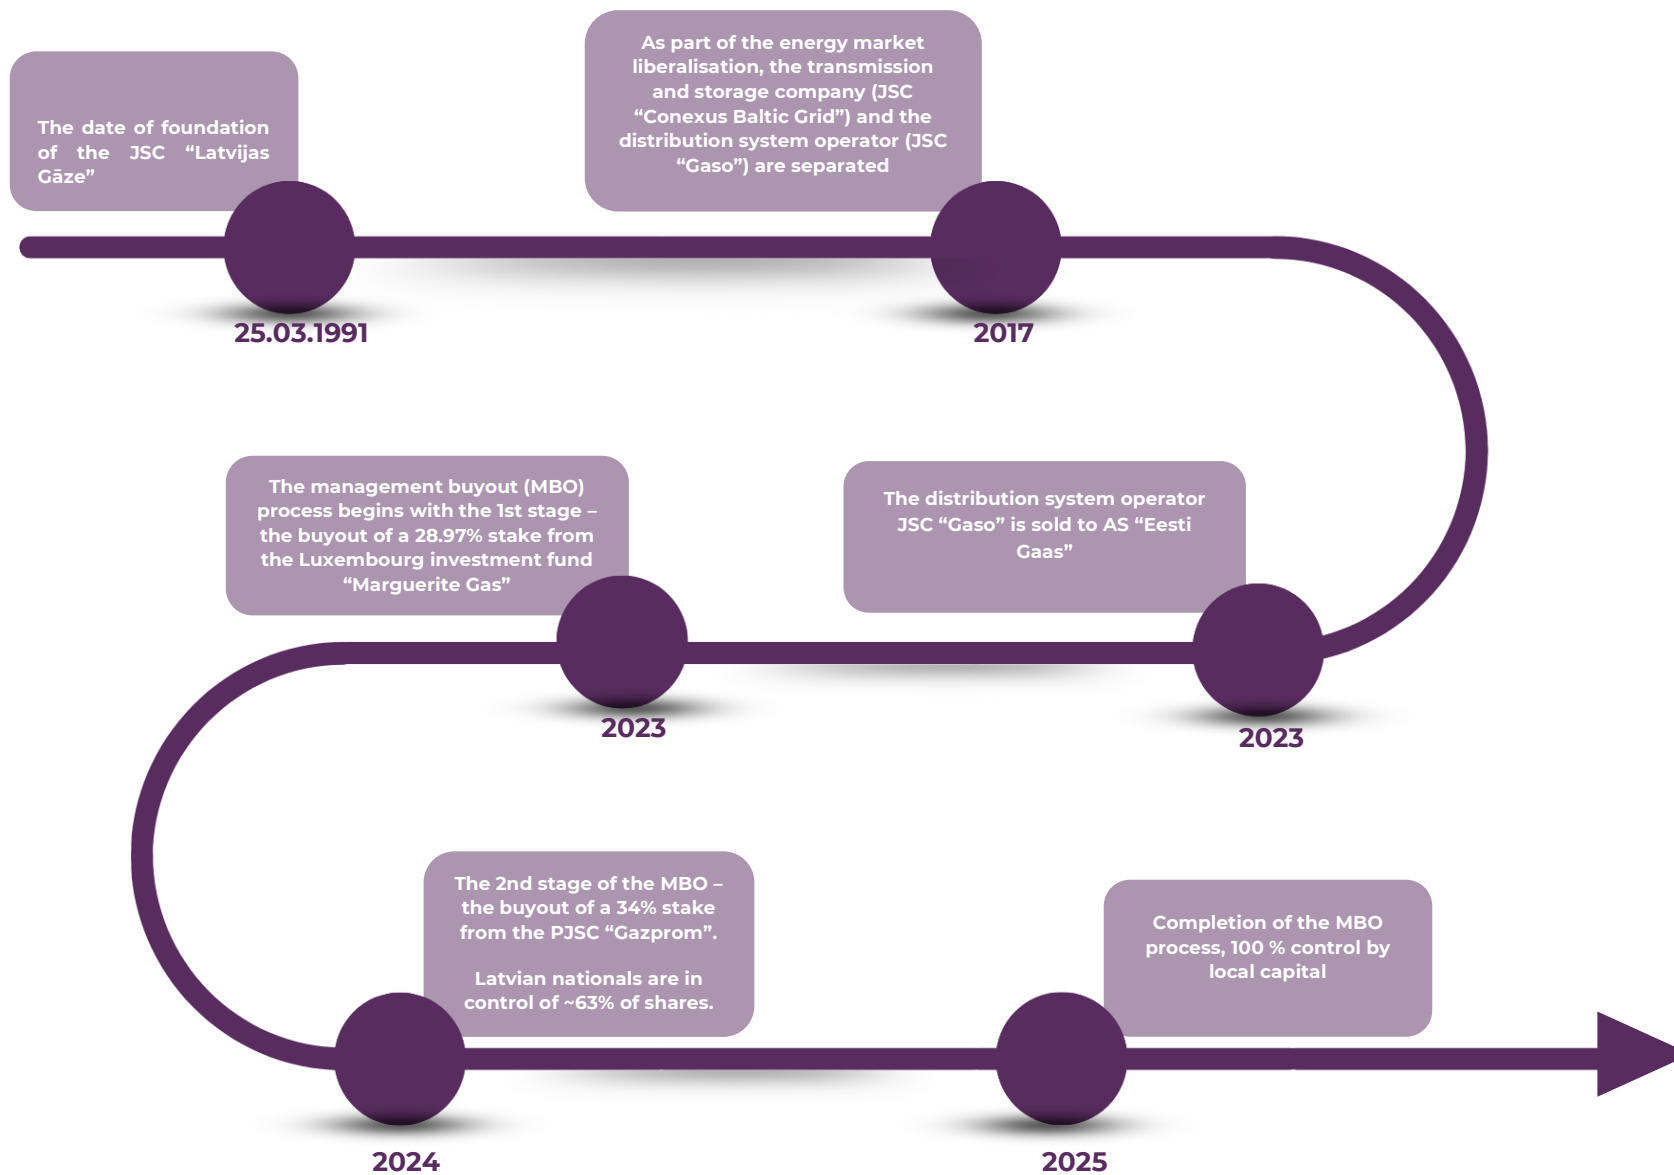 The date of foundation
of the JSC “Latvijas
Gāze”
25.03.1991
As part of the energy market
liberalisation, the transmission
and storage company (JSC
“Conexus Baltic Grid”) and the
distribution system operator (JSC
“Gaso”) are separated
2017
The distribution system operator
JSC “Gaso” is sold to AS “Eesti
Gaas”
2023
The management buyout (MBO)
process begins with the 1st stage –
the buyout of a 28.97% stake from
the Luxembourg investment fund
“Marguerite Gas”
2023
The 2nd stage of the MBO –
the buyout of a 34% stake
from the PJSC “Gazprom”.
Latvian nationals are in
control of ~63% of shares.
2024
Completion of the MBO
process, 100 % control by
local capital
2025